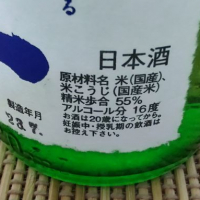 る
日本酒
原材料名 米(国産)、
米こうじ(国産米)
精米歩合 55%
アルコール分 16度
お酒は20歳になってから。
妊娠中・授乳期の飲酒は
お控え下さい。
製造年月
23.7.